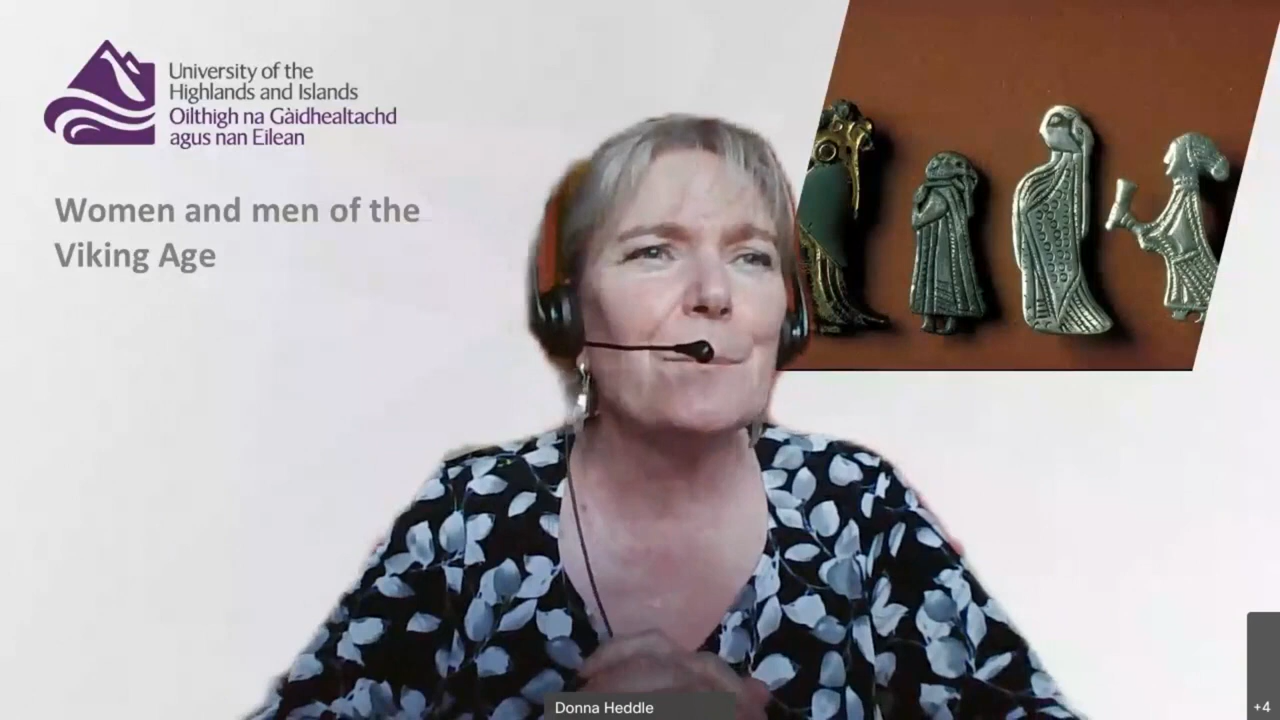 University of the
Highlands and Islands
Oilthigh na Gàidhealtachd
agus nan Eilean
Women and men of the
Viking Age
Donna Heddle
+4